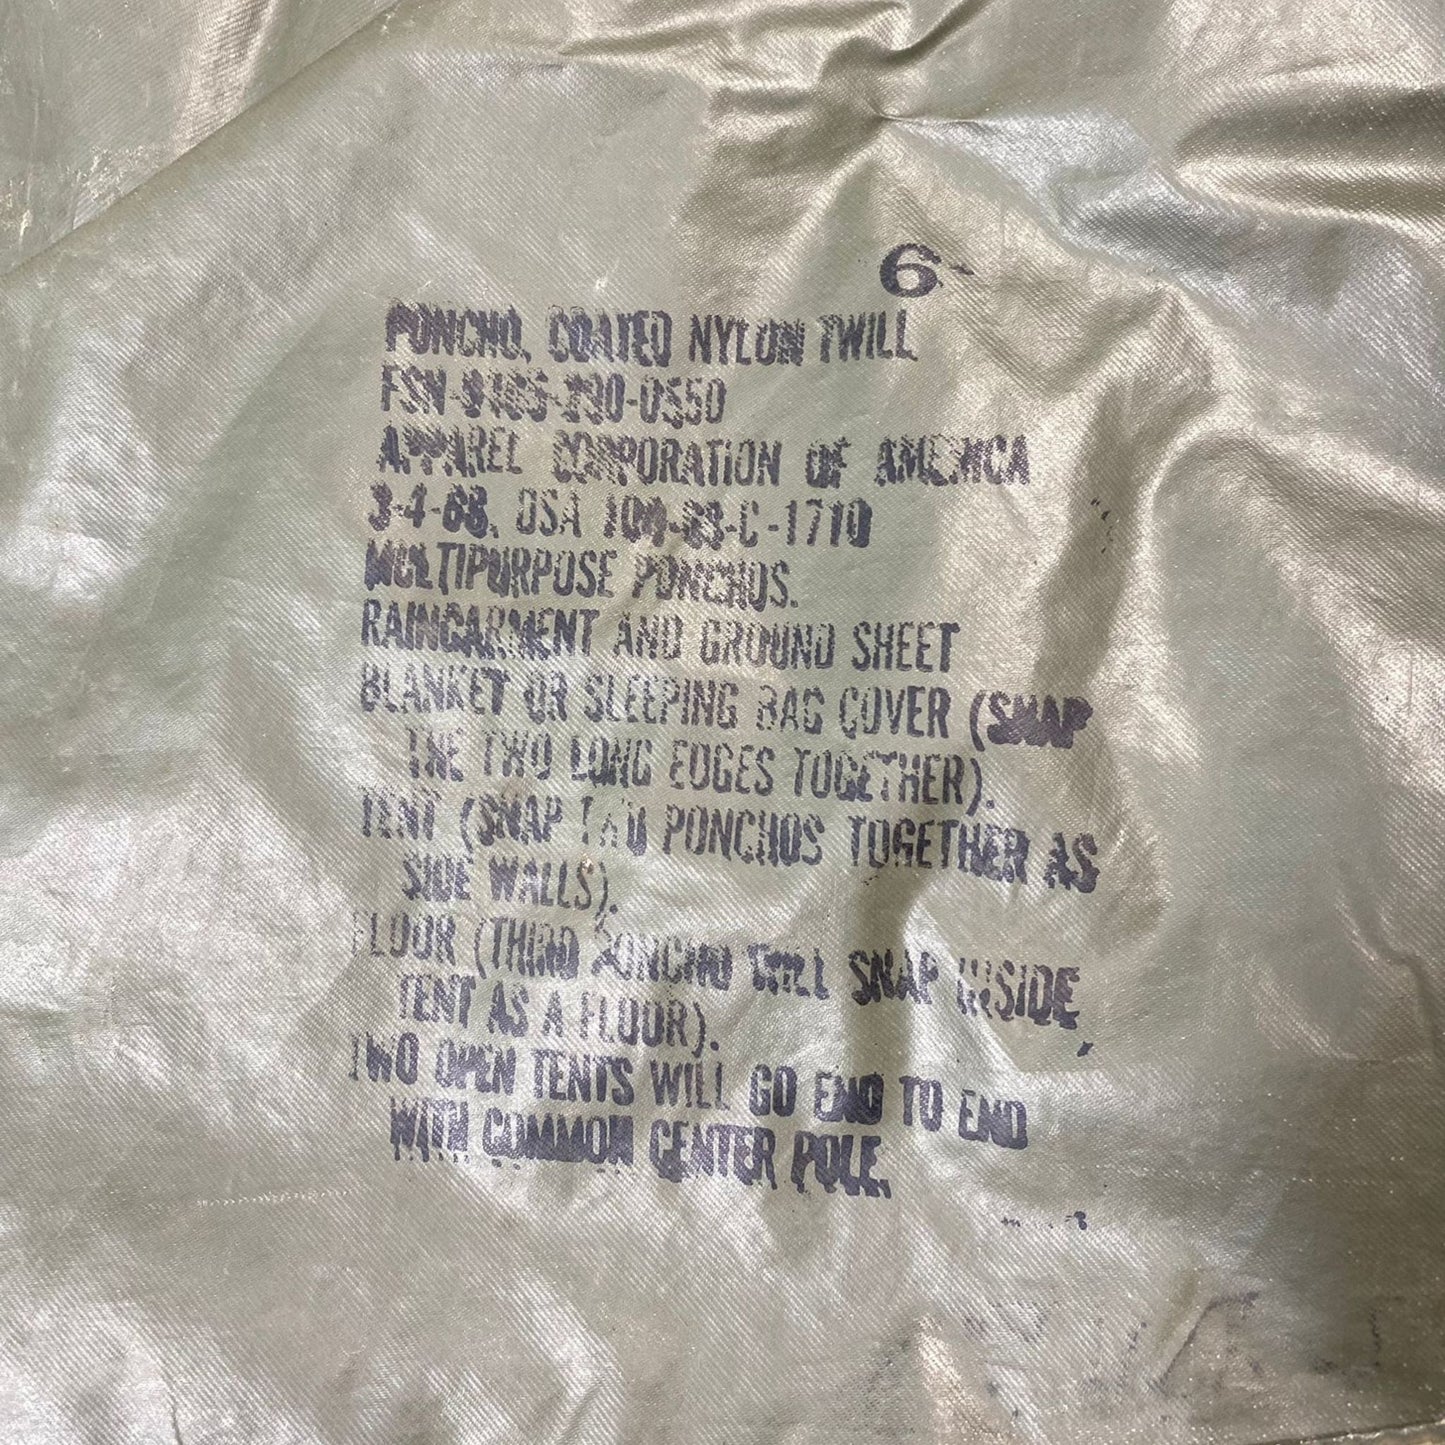 6
PONCHO, COATED NYLON TWILL
FSN-8405-290-0550
APPAREL CORPORATION OF AMERICA
3-4-68, DSA 100-68-C-1710
MULTIPURPOSE PONCHOS.
RAINGARMENT AND GROUND SHEET
BLANKET OR SLEEPING BAG COVER (SNAP
THE TWO LONG EDGES TOGETHER).
TENT (SNAP TWO PONCHOS TOGETHER AS
SIDE WALLS).
FLOOR (THIRD PONCHO WILL SNAP INSIDE
TENT AS A FLOOR).
TWO OPEN TENTS WILL GO END TO END
WITH COMMON CENTER POLE.